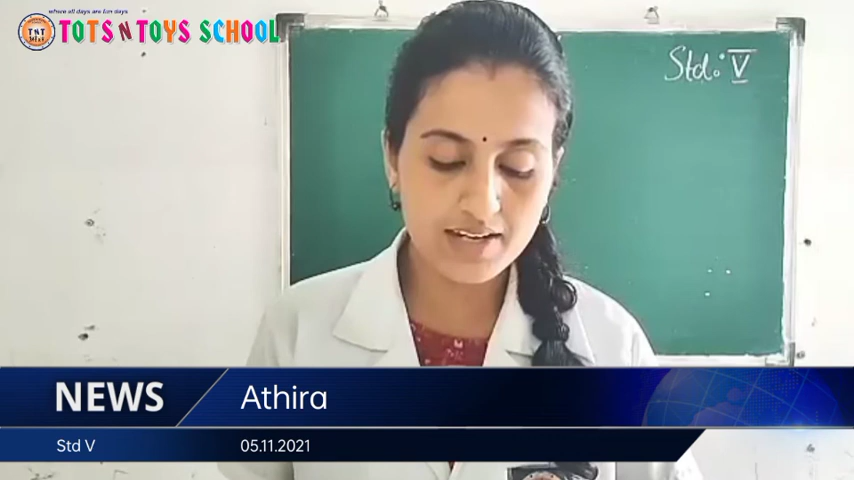 where all days are fun days
TNT
TOTS N TOYS SCHOOL
Std: V
NEWS
Athira
Std V
05.11.2021